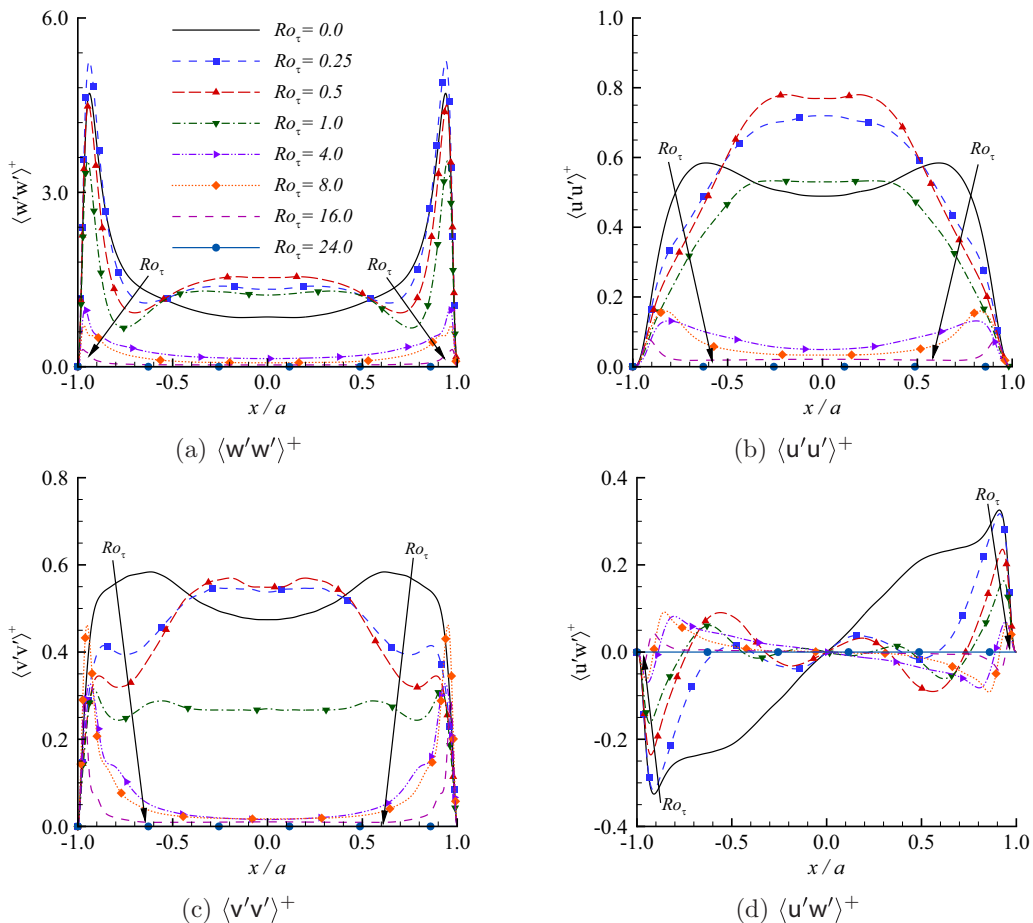 6.0
3.0
0.0
⟨w'w'⟩⁺
Ro_τ = 0.0
Ro_τ = 0.25
Ro_τ = 0.5
Ro_τ = 1.0
Ro_τ = 4.0
Ro_τ = 8.0
Ro_τ = 16.0
Ro_τ = 24.0
Ro_τ
Ro_τ
-1.0 -0.5 0.0 0.5 1.0
x / a
(a) ⟨w'w'⟩⁺
1.0
0.8
0.6
0.4
0.2
0.0
⟨u'u'⟩⁺
Ro_τ
Ro_τ
-1.0 -0.5 0.0 0.5 1.0
x / a
(b) ⟨u'u'⟩⁺
0.8
0.6
0.4
0.2
0.0
⟨v'v'⟩⁺
Ro_τ
Ro_τ
-1.0 -0.5 0.0 0.5 1.0
x / a
(c) ⟨v'v'⟩⁺
0.4
0.2
0.0
-0.2
-0.4
⟨u'w'⟩⁺
Ro_τ
Ro_τ
-1.0 -0.5 0.0 0.5 1.0
x / a
(d) ⟨u'w'⟩⁺